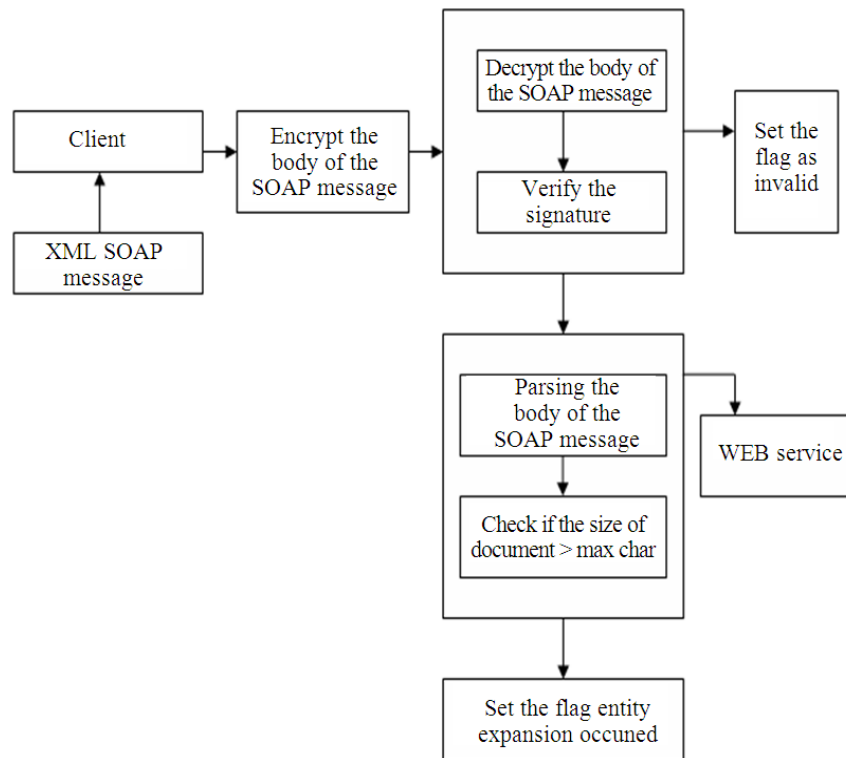 Client
XML SOAP
message
Encrypt the
body of the
SOAP message
Decrypt the body of
the SOAP message
Verify the
signature
Set the
flag as
invalid
Parsing the
body of the
SOAP message
Check if the size of
document > max char
WEB service
Set the flag entity
expansion occuned